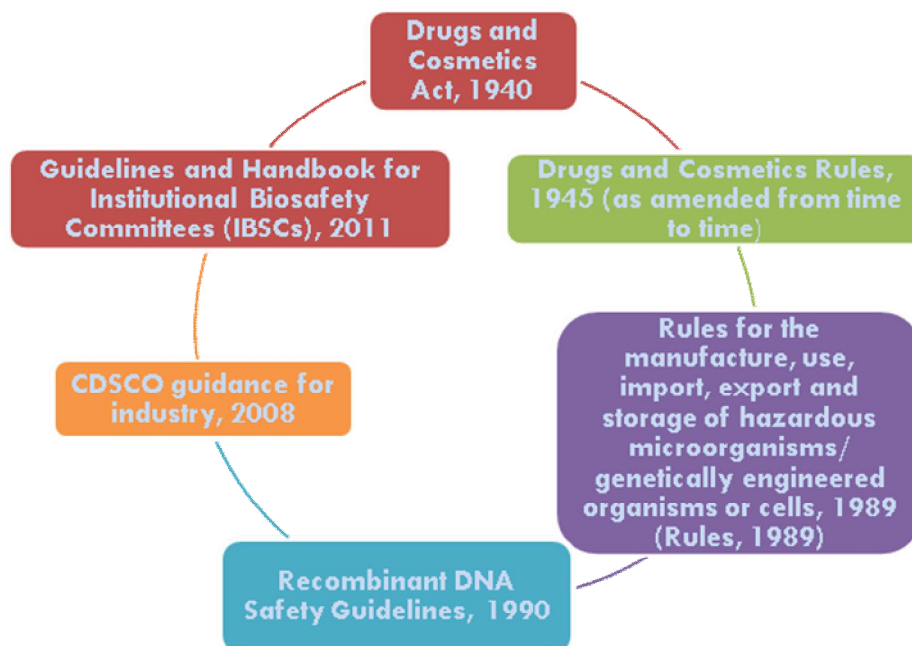 Drugs and
Cosmetics
Act, 1940
Drugs and Cosmetics Rules,
1945 (as amended from time
to time)
Rules for the
manufacture, use,
import, export and
storage of hazardous
microorganisms/
genetically engineered
organisms or cells, 1989
(Rules, 1989)
Recombinant DNA
Safety Guidelines, 1990
CDSCO guidance for
industry, 2008
Guidelines and Handbook for
Institutional Biosafety
Committees (IBSCs), 2011